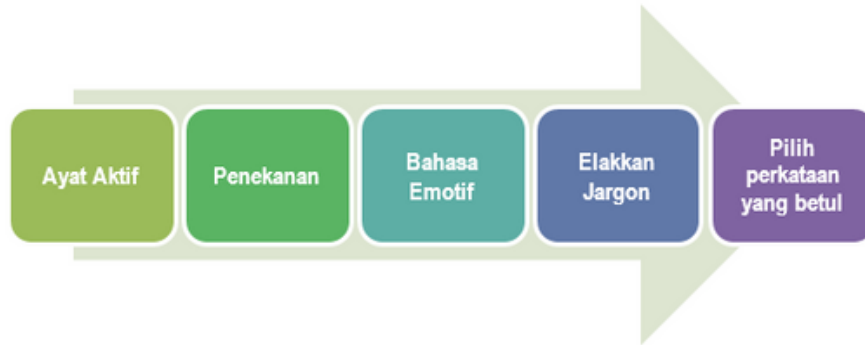 Ayat Aktif
Penekanan
Bahasa
Emotif
Elakkan
Jargon
Pilih
perkataan
yang betul